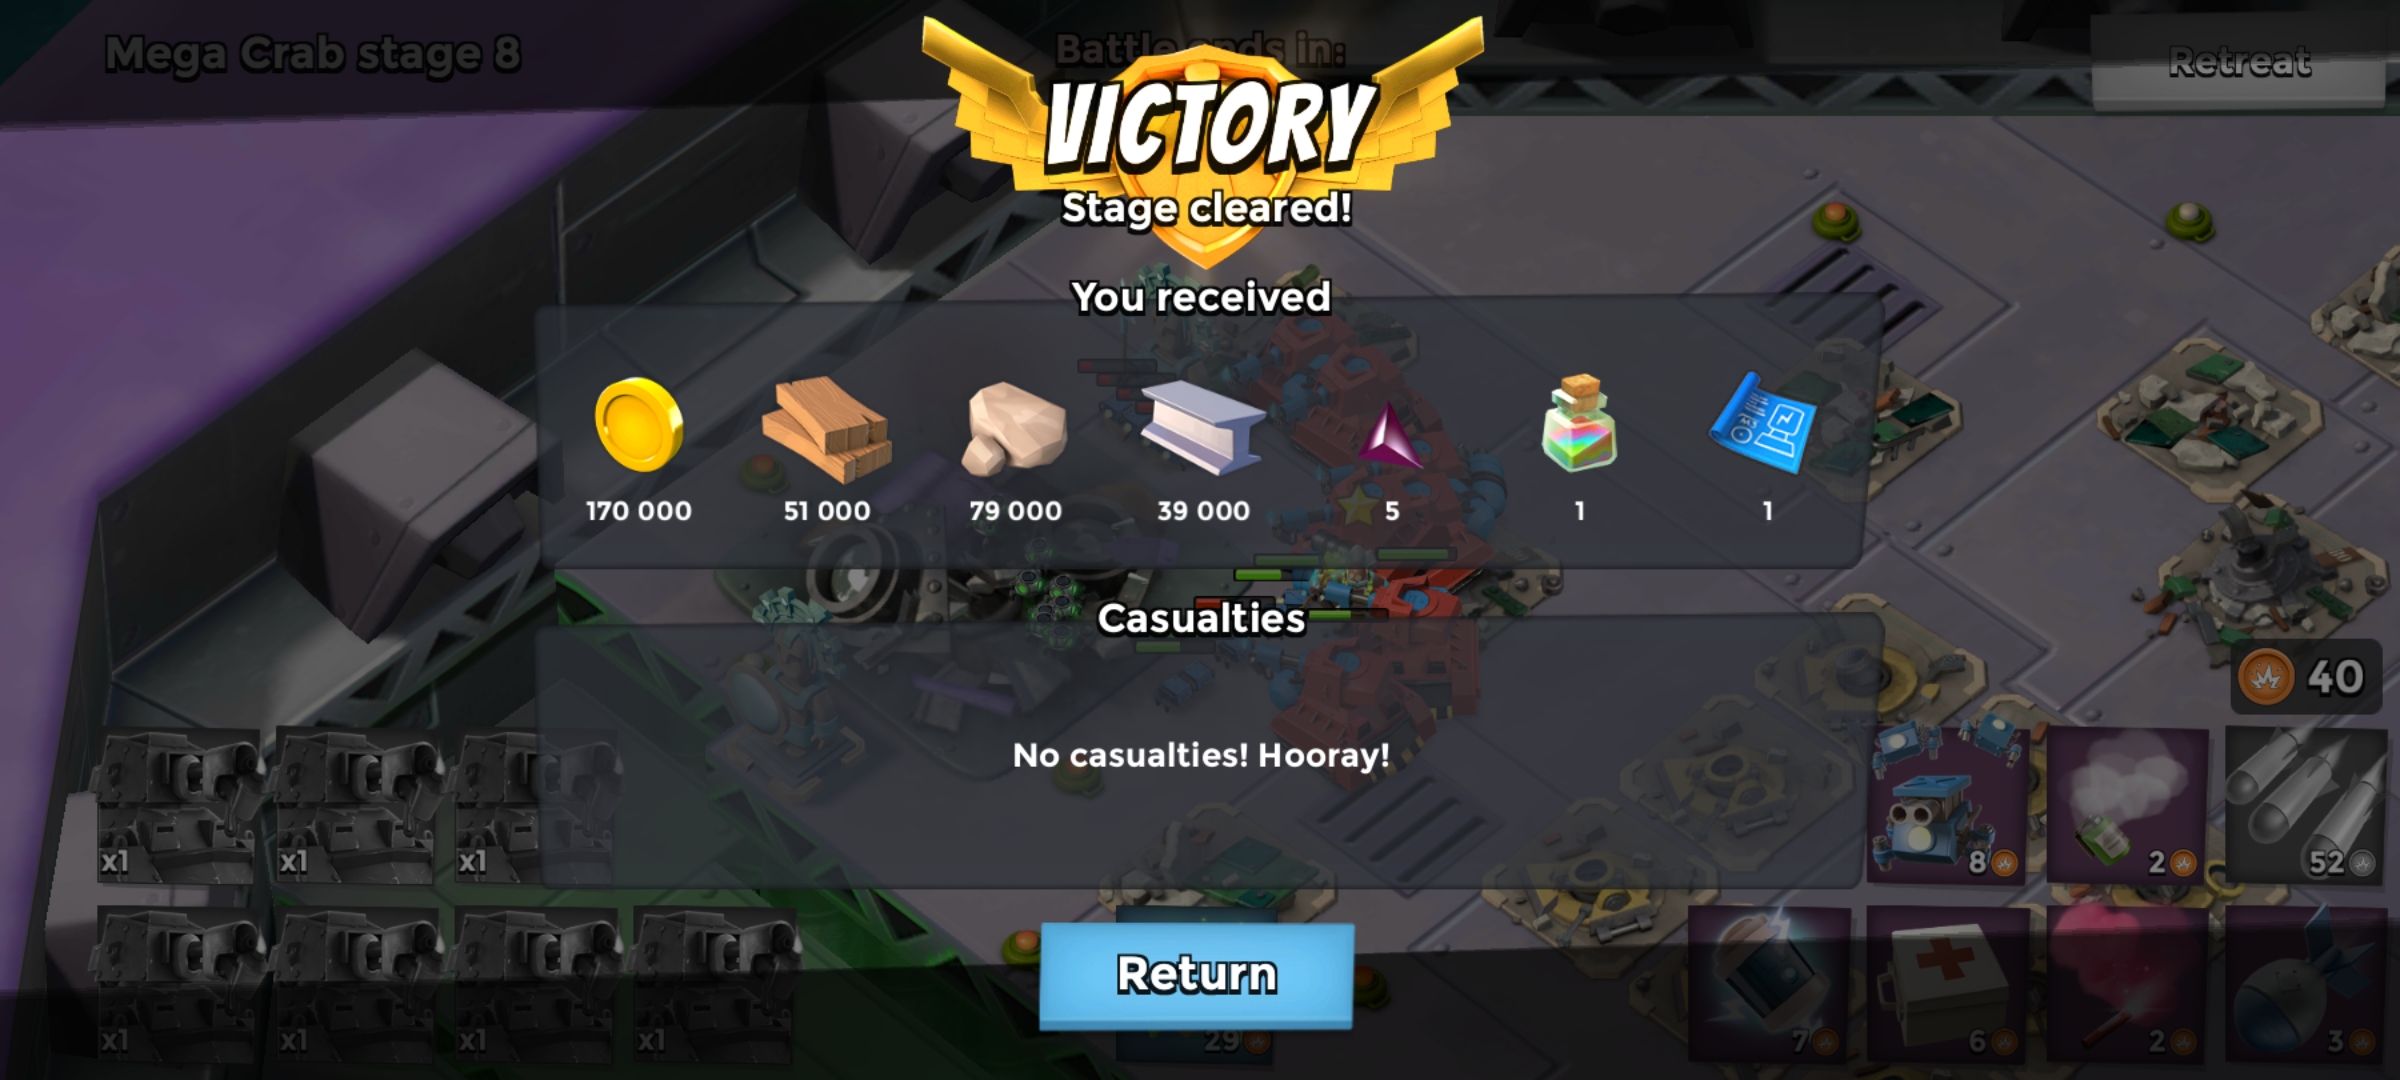 Mega Crab stage 8
Battle ends in:
Retreat
VICTORY
Stage cleared!
You received
170 000
51 000
79 000
39 000
5
1
1
Casualties
No casualties! Hooray!
40
x1
x1
x1
8
2
52
Return
x1
x1
x1
x1
29
7
6
2
3